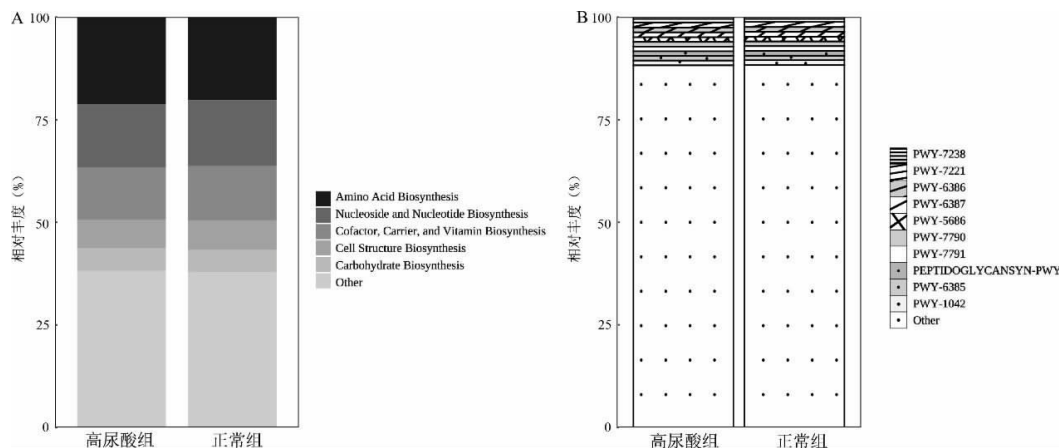 A
100
75
50
25
0
相对丰度（%）
高尿酸组
正常组
Amino Acid Biosynthesis
Nucleoside and Nucleotide Biosynthesis
Cofactor, Carrier, and Vitamin Biosynthesis
Cell Structure Biosynthesis
Carbohydrate Biosynthesis
Other
B
100
75
50
25
0
相对丰度（%）
高尿酸组
正常组
PWY-7238
PWY-7221
PWY-6386
PWY-6387
PWY-5686
PWY-7790
PWY-7791
PEPTIDOGLYCANSYN-PWY
PWY-6385
PWY-1042
Other